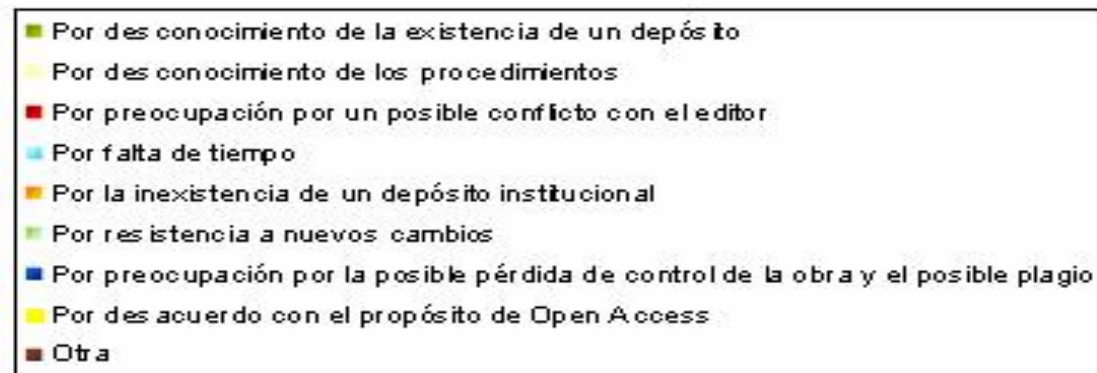 Por desconocimiento de la existencia de un depósito
Por desconocimiento de los procedimientos
Por preocupación por un posible conflicto con el editor
Por falta de tiempo
Por la inexistencia de un depósito institucional
Por resistencia a nuevos cambios
Por preocupación por la posible pérdida de control de la obra y el posible plagio
Por desacuerdo con el propósito de Open Access
Otra